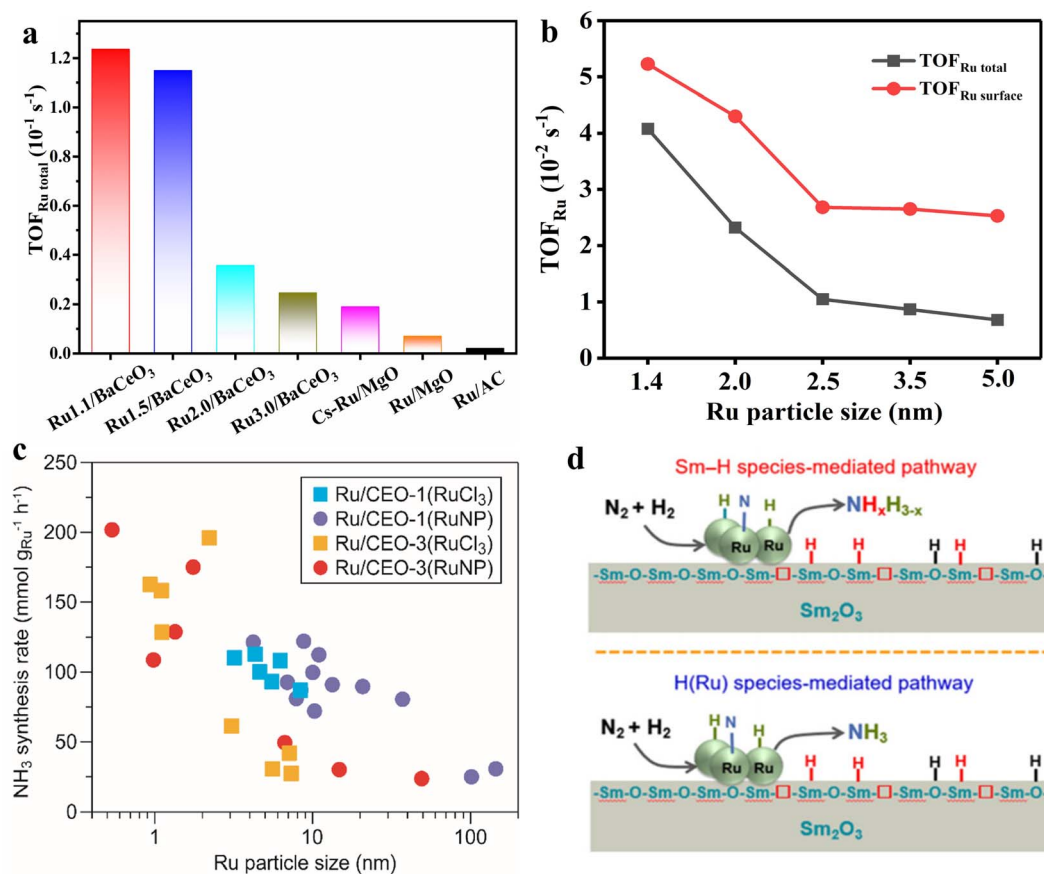 a
TOF_Ru total (10⁻¹ s⁻¹)
1.2
1.0
0.8
0.6
0.4
0.2
0.0
Ru1.1/BaCeO₃
Ru1.5/BaCeO₃
Ru2.0/BaCeO₃
Ru3.0/BaCeO₃
Cs-Ru/MgO
Ru/MgO
Ru/AC
b
TOF_Ru (10⁻² s⁻¹)
6
5
4
3
2
1
0
TOF_Ru total
TOF_Ru surface
1.4 2.0 2.5 3.5 5.0
Ru particle size (nm)
c
NH₃ synthesis rate (mmol g_Ru⁻¹ h⁻¹)
250
200
150
100
50
0
Ru/CEO-1(RuCl₃)
Ru/CEO-1(RuNP)
Ru/CEO-3(RuCl₃)
Ru/CEO-3(RuNP)
1 10 100
Ru particle size (nm)
d
Sm–H species-mediated pathway
N₂ + H₂
H N H
NHₓH₃₋ₓ
Ru Ru
H H H H H
-Sm-O-Sm-O-Sm-O-Sm-□-Sm-Sm-□-Sm-O-Sm-□-Sm-O-
Sm₂O₃
H(Ru) species-mediated pathway
N₂ + H₂
H N H
NH₃
Ru Ru
H H H H H
-Sm-O-Sm-O-Sm-O-Sm-□-Sm-Sm-□-Sm-O-Sm-□-Sm-O-
Sm₂O₃